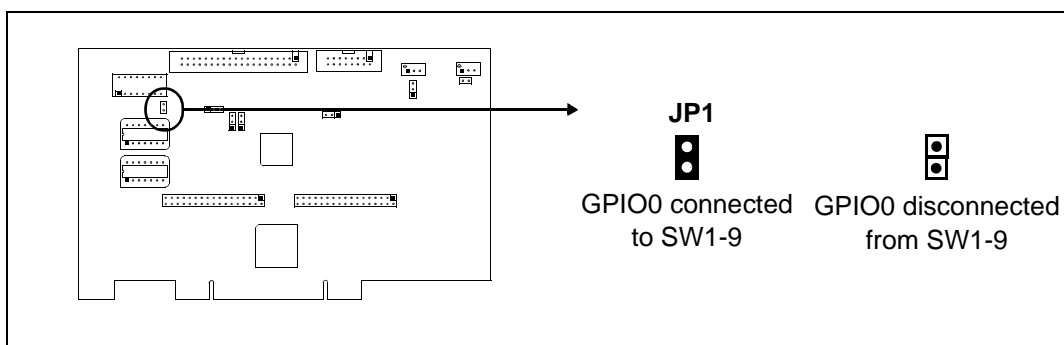 JP1
GPIO0 connected
to SW1-9
GPIO0 disconnected
from SW1-9